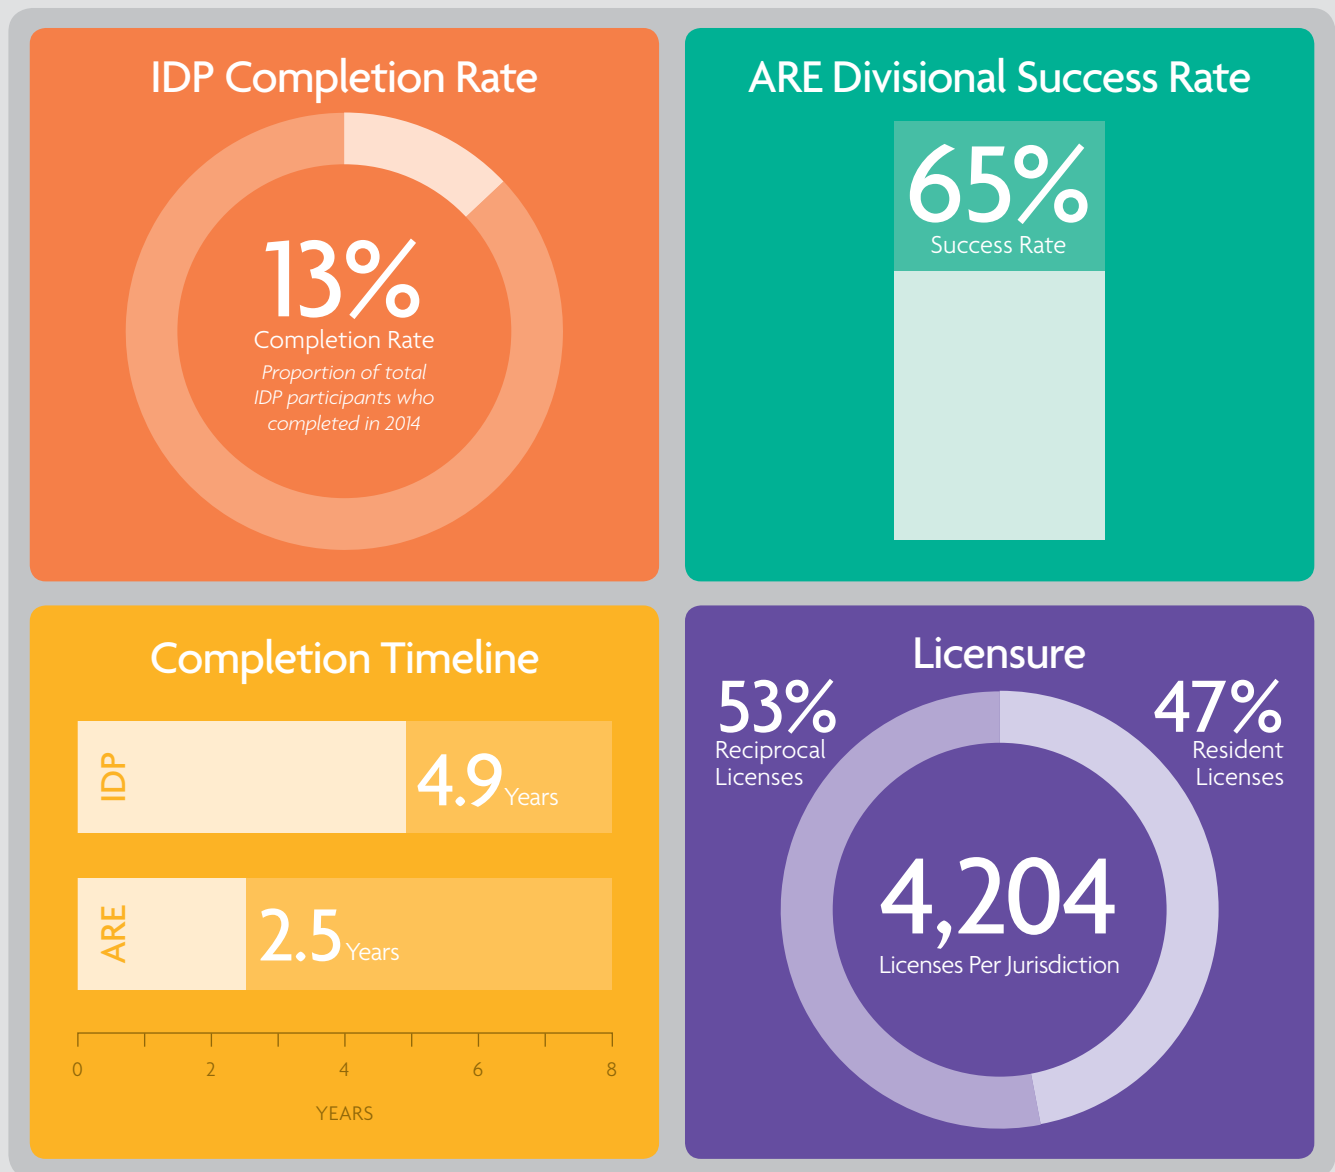 IDP Completion Rate
13%
Completion Rate
Proportion of total
IDP participants who
completed in 2014
ARE Divisional Success Rate
65%
Success Rate
Completion Timeline
IDP
4.9 Years
ARE
2.5 Years
0 2 4 6 8
YEARS
Licensure
53%
Reciprocal
Licenses
47%
Resident
Licenses
4,204
Licenses Per Jurisdiction